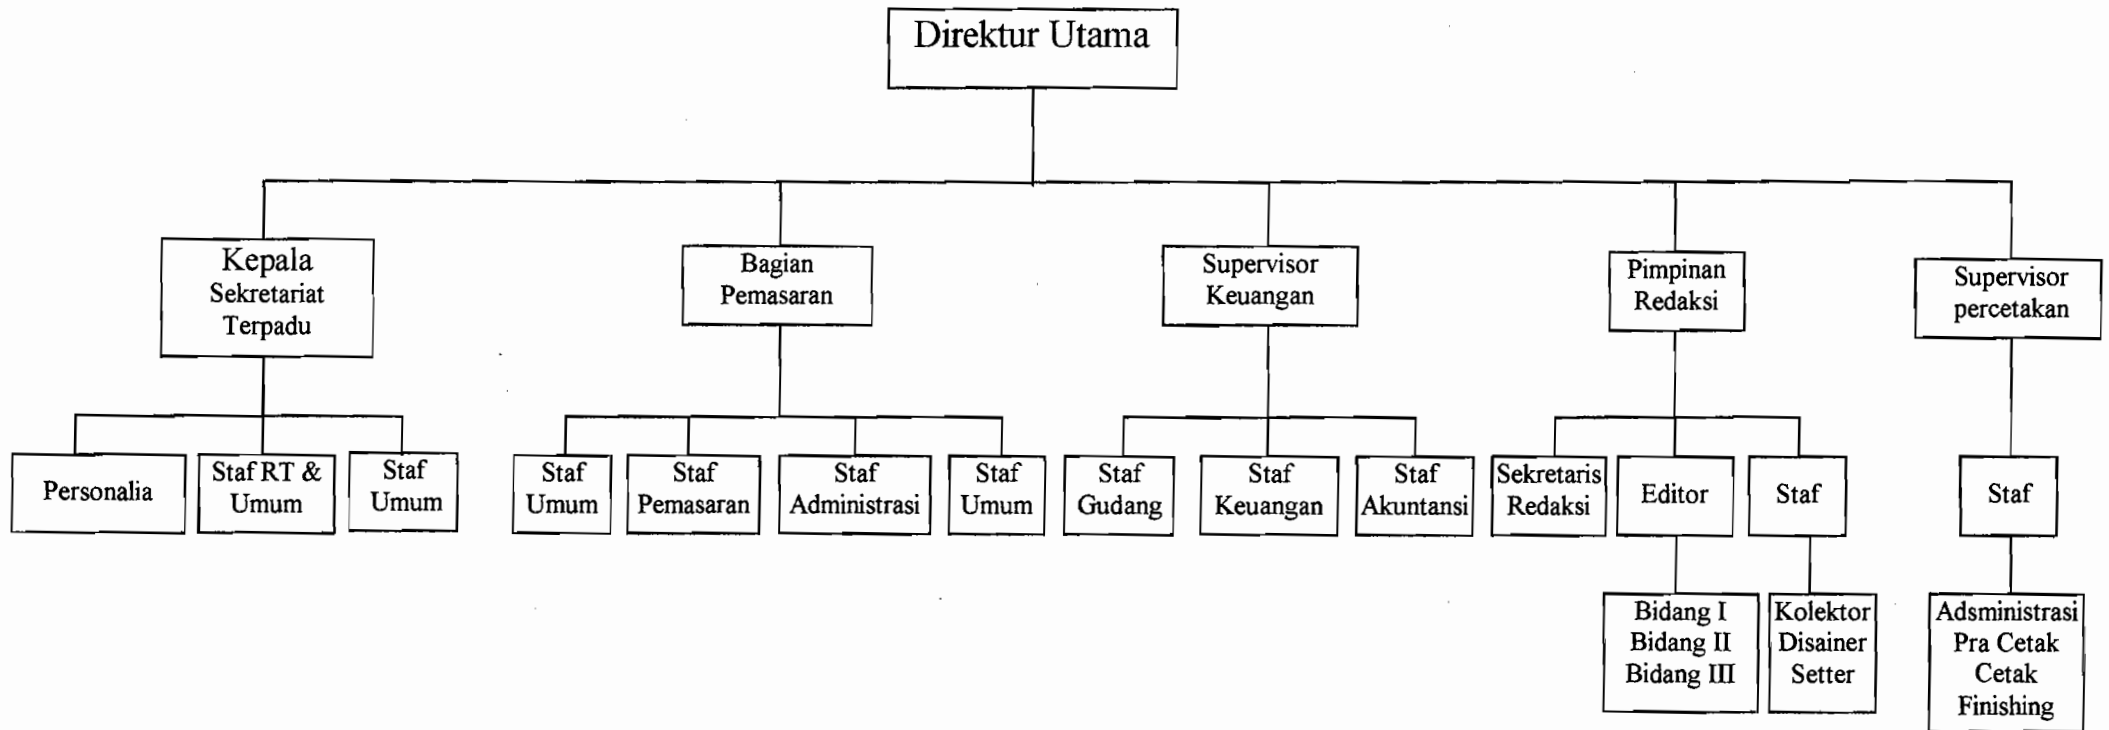 Direktur Utama
Kepala
Sekretariat
Terpadu
Bagian
Pemasaran
Supervisor
Keuangan
Pimpinan
Redaksi
Supervisor
percetakan
Personalia
Staf RT &
Umum
Staf
Umum
Staf
Umum
Staf
Pemasaran
Staf
Administrasi
Staf
Umum
Staf
Gudang
Staf
Keuangan
Staf
Akuntansi
Sekretaris
Redaksi
Editor
Staf
Staf
Bidang I
Bidang II
Bidang III
Kolektor
Disainer
Setter
Adsministrasi
Pra Cetak
Cetak
Finishing